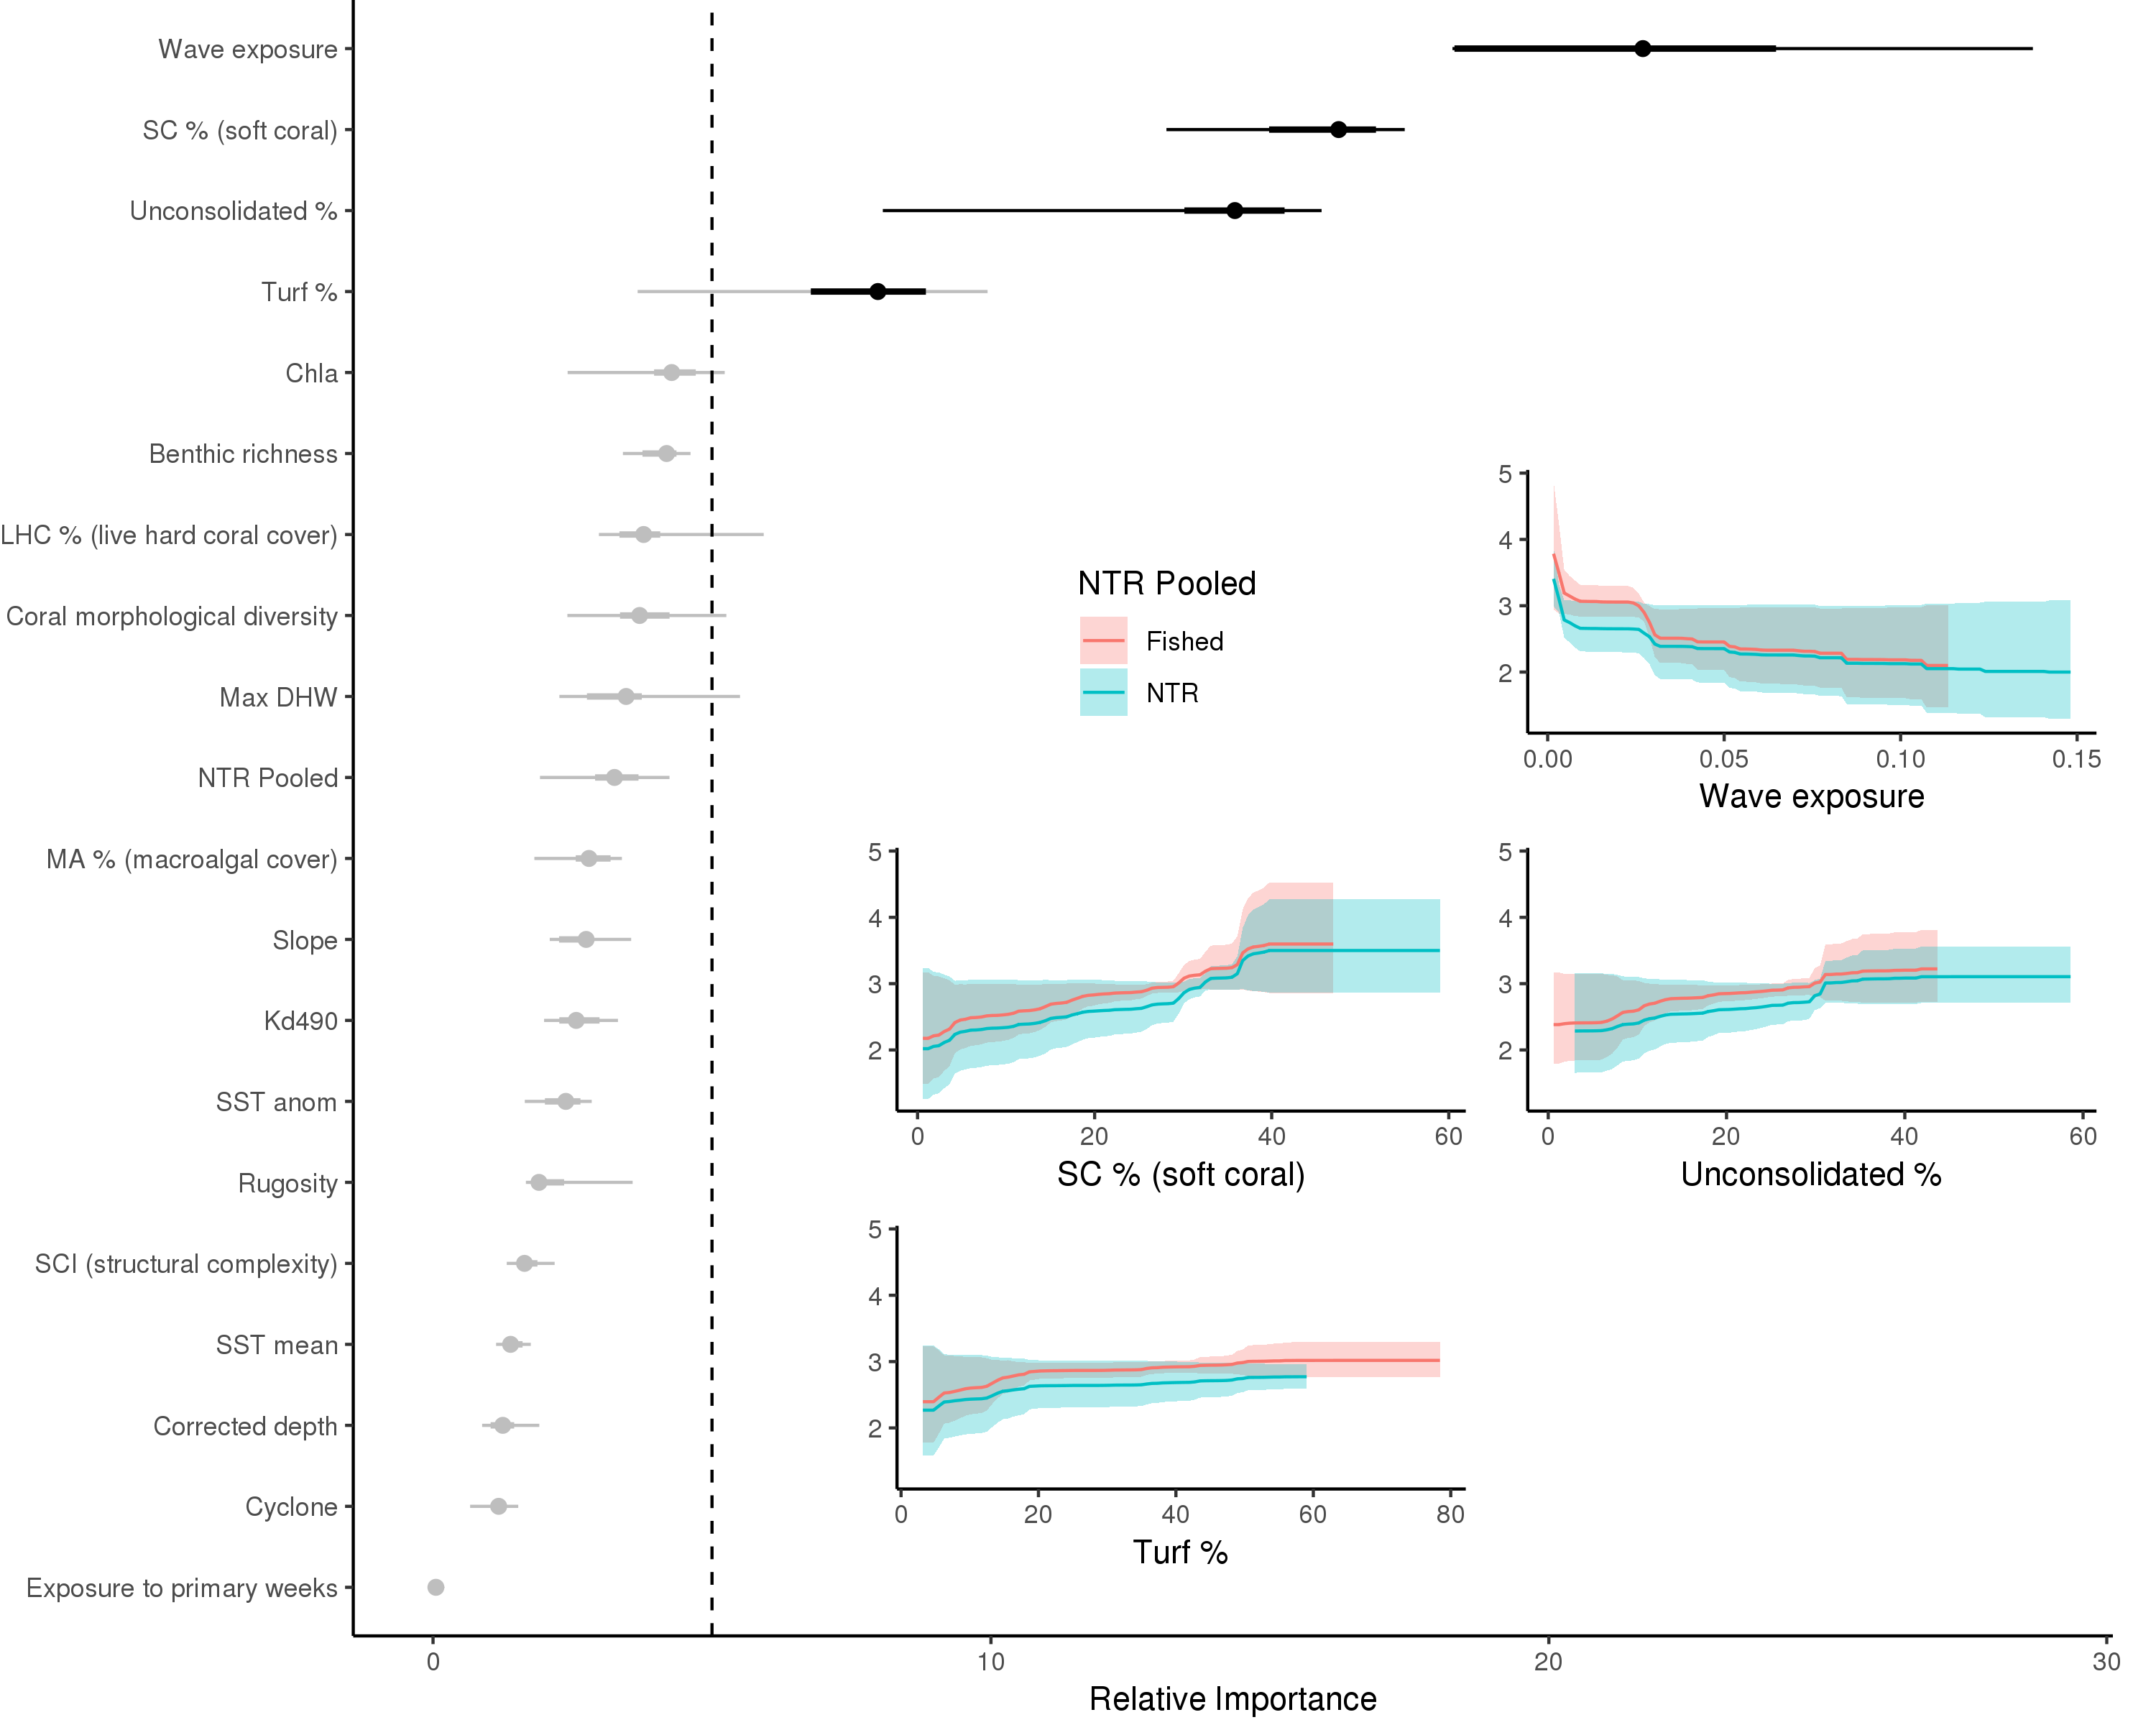 Wave exposure
SC % (soft coral)
Unconsolidated %
Turf %
Chla
Benthic richness
LHC % (live hard coral cover)
Coral morphological diversity
Max DHW
NTR Pooled
MA % (macroalgal cover)
Slope
Kd490
SST anom
Rugosity
SCI (structural complexity)
SST mean
Corrected depth
Cyclone
Exposure to primary weeks
0 10 20 30
Relative Importance
NTR Pooled
Fished
NTR
5
4
3
2
0.00 0.05 0.10 0.15
Wave exposure
5
4
3
2
0 20 40 60
SC % (soft coral)
5
4
3
2
0 20 40 60
Unconsolidated %
5
4
3
2
0 20 40 60 80
Turf %